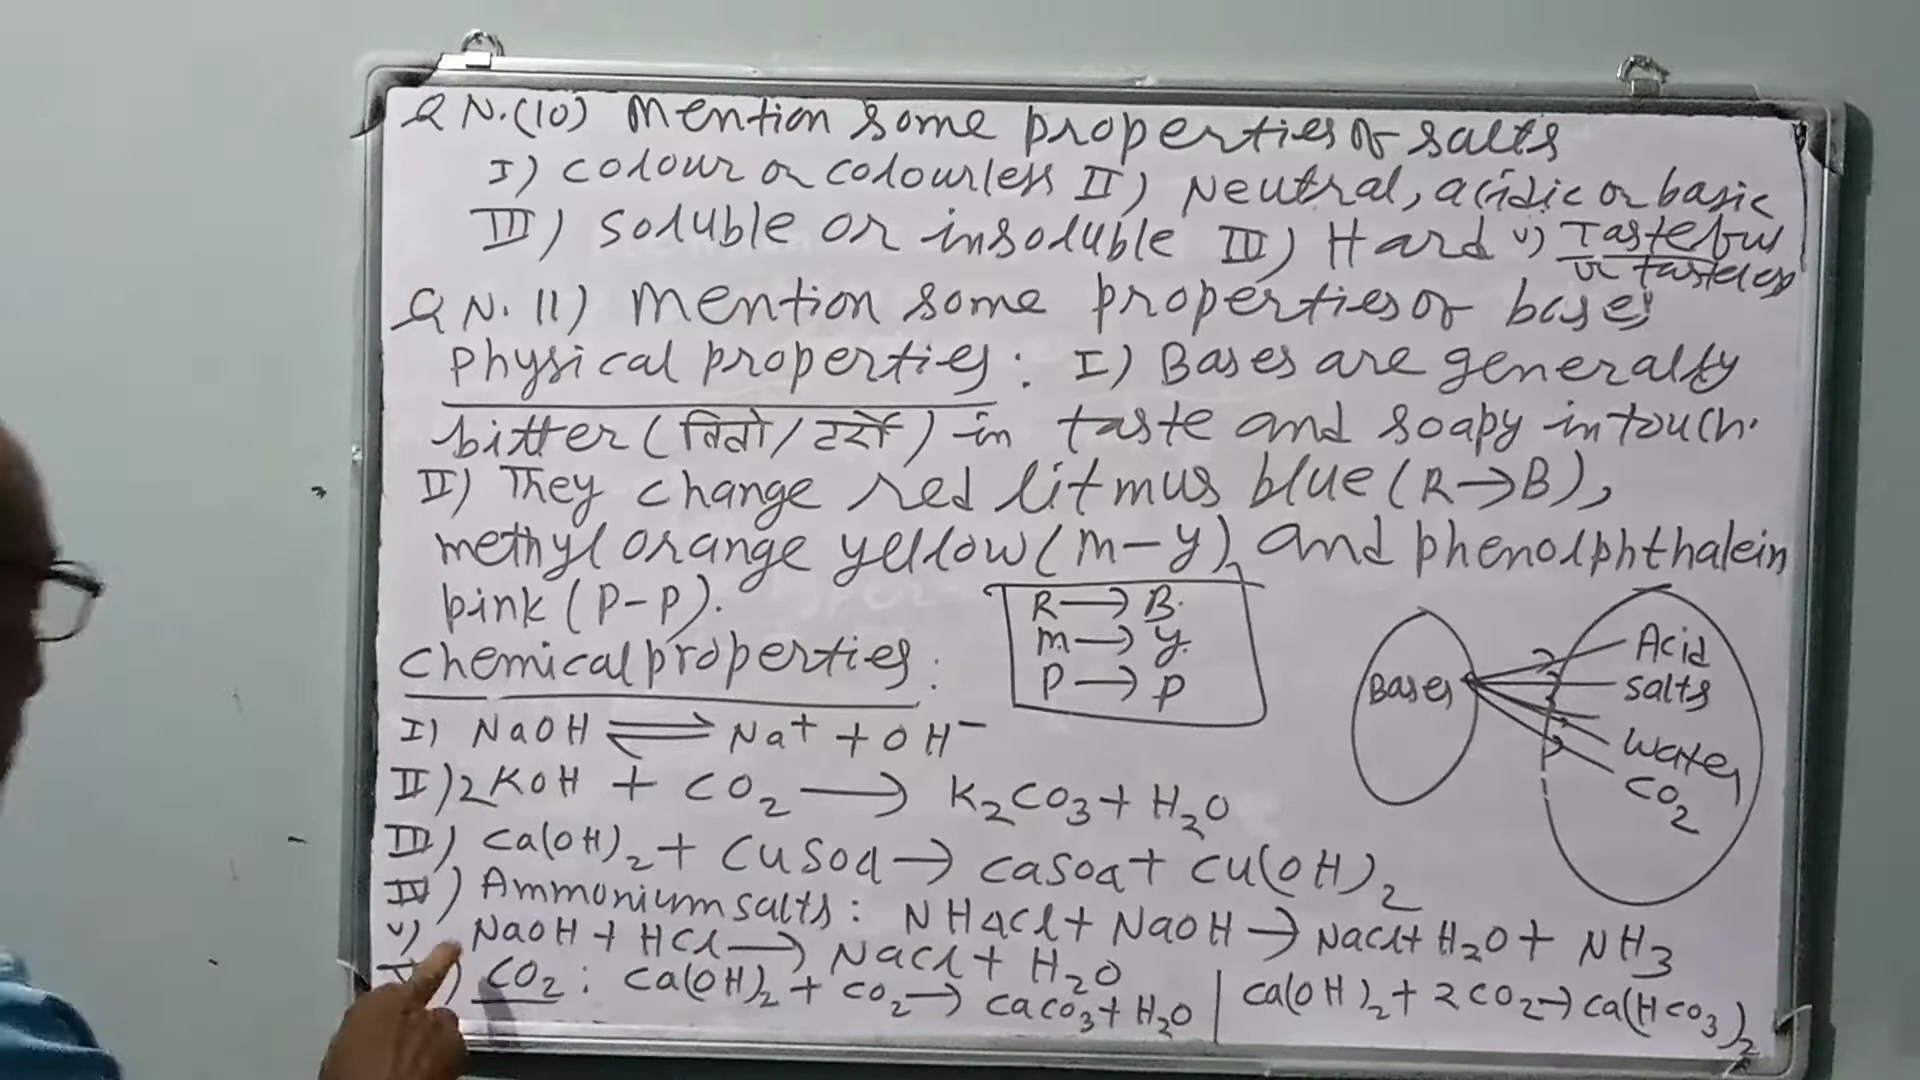 Q N. (10) Mention some properties of salts
I) colour or colourless II) Neutral, acidic or basic
III) soluble or insoluble III) Hard v) Tasteful
or tasteless
Q N. 11) Mention some properties of bases
physical properties : I) Bases are generally
bitter (तितो / टर्रो) in taste and soapy in touch.
II) They change red litmus blue (R→B),
methyl orange yellow (m-y), and phenolphthalein
pink (P-P).
R → B.
m → y.
P → P
chemical properties :
Bases
Acid
salts
water
CO2
I) NaOH ⇌ Na+ + OH-
II) 2KOH + CO2 → K2CO3 + H2O
III) Ca(OH)2 + CuSO4 → CaSO4 + Cu(OH)2
IV) Ammonium salts : NH4Cl + NaOH → NaCl + H2O + NH3
v) NaOH + HCl → NaCl + H2O
) CO2 : Ca(OH)2 + CO2 → CaCO3 + H2O | Ca(OH)2 + 2CO2 → Ca(HCO3)2